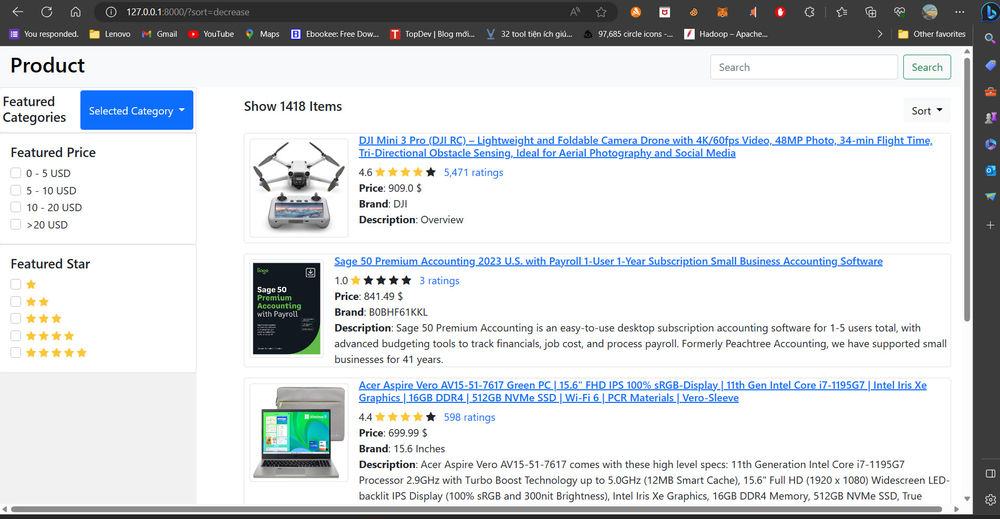 127.0.0.1:8000/?sort=decrease
You responded.
Lenovo
Gmail
YouTube
Maps
Ebookee: Free Dow...
TopDev | Blog mới...
32 tool tiện ích giú...
97,685 circle icons -...
Hadoop – Apache...
Other favorites
Product
Search
Search
Featured
Categories
Selected Category
Show 1418 Items
Sort
Featured Price
0 - 5 USD
5 - 10 USD
10 - 20 USD
>20 USD
Featured Star
DJI Mini 3 Pro (DJI RC) – Lightweight and Foldable Camera Drone with 4K/60fps Video, 48MP Photo, 34-min Flight Time,
Tri-Directional Obstacle Sensing, Ideal for Aerial Photography and Social Media
4.6 5,471 ratings
Price: 909.0 $
Brand: DJI
Description: Overview
Sage
Sage 50
Premium
Accounting
with Payroll
Sage 50 Premium Accounting 2023 U.S. with Payroll 1-User 1-Year Subscription Small Business Accounting Software
1.0 3 ratings
Price: 841.49 $
Brand: B0BHF61KKL
Description: Sage 50 Premium Accounting is an easy-to-use desktop subscription accounting software for 1-5 users total, with
advanced budgeting tools to track financials, job cost, and process payroll. Formerly Peachtree Accounting, we have supported small
businesses for 41 years.
Windows 11
Acer Aspire Vero AV15-51-7617 Green PC | 15.6" FHD IPS 100% sRGB-Display | 11th Gen Intel Core i7-1195G7 | Intel Iris Xe
Graphics | 16GB DDR4 | 512GB NVMe SSD | Wi-Fi 6 | PCR Materials | Vero-Sleeve
4.4 598 ratings
Price: 699.99 $
Brand: 15.6 Inches
Description: Acer Aspire Vero AV15-51-7617 comes with these high level specs: 11th Generation Intel Core i7-1195G7
Processor 2.9GHz with Turbo Boost Technology up to 5.0GHz (12MB Smart Cache), 15.6" Full HD (1920 x 1080) Widescreen LED-
backlit IPS Display (100% sRGB and 300nit Brightness), Intel Iris Xe Graphics, 16GB DDR4 Memory, 512GB NVMe SSD, True